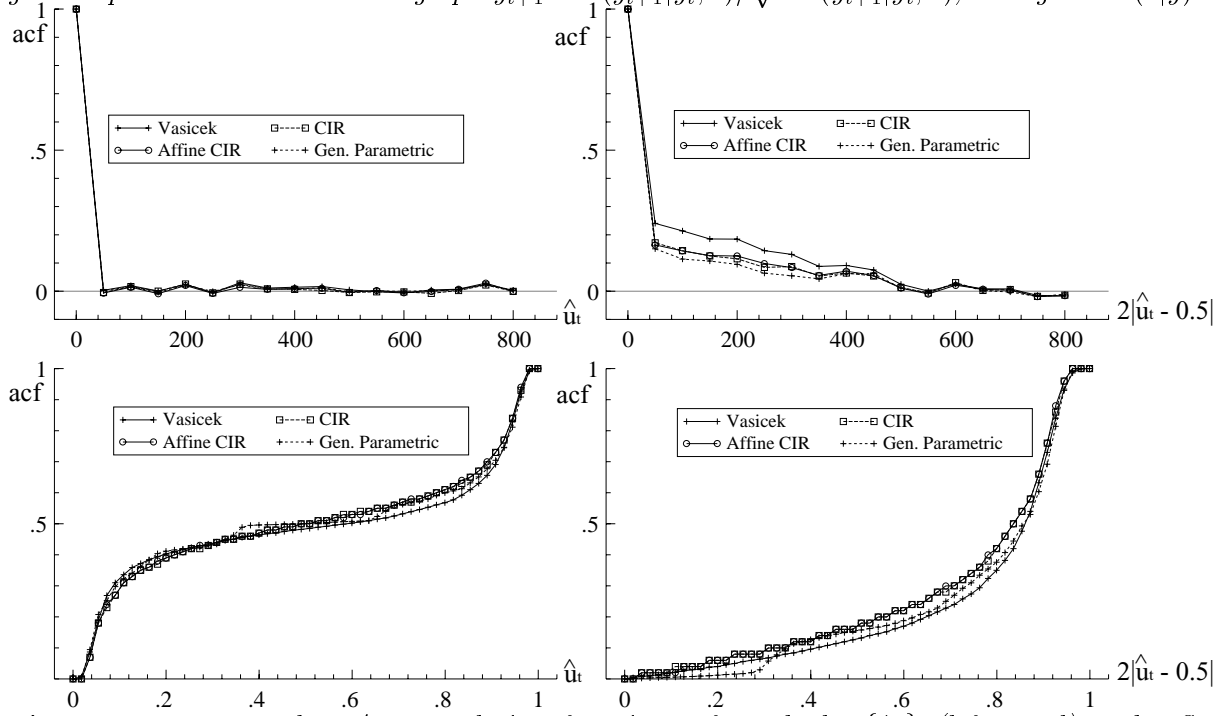 acf
1
.5
0
Vasicek
CIR
Affine CIR
Gen. Parametric
0 200 400 600 800
û_t
acf
1
.5
0
Vasicek
CIR
Affine CIR
Gen. Parametric
0 200 400 600 800
2|û_t - 0.5|
acf
1
.5
Vasicek
CIR
Affine CIR
Gen. Parametric
0 .2 .4 .6 .8 1
û_t
acf
1
.5
Vasicek
CIR
Affine CIR
Gen. Parametric
0 .2 .4 .6 .8 1
2|û_t - 0.5|